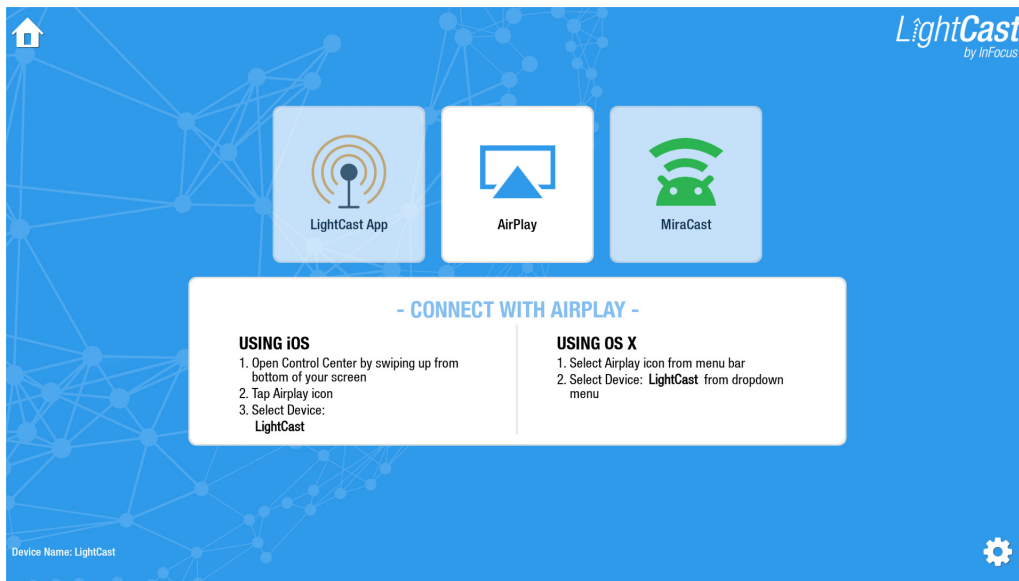 LightCast
by InFocus
LightCast App
AirPlay
MiraCast
- CONNECT WITH AIRPLAY -
USING iOS
1. Open Control Center by swiping up from
bottom of your screen
2. Tap Airplay icon
3. Select Device:
LightCast
USING OS X
1. Select Airplay icon from menu bar
2. Select Device: LightCast from dropdown
menu
Device Name: LightCast